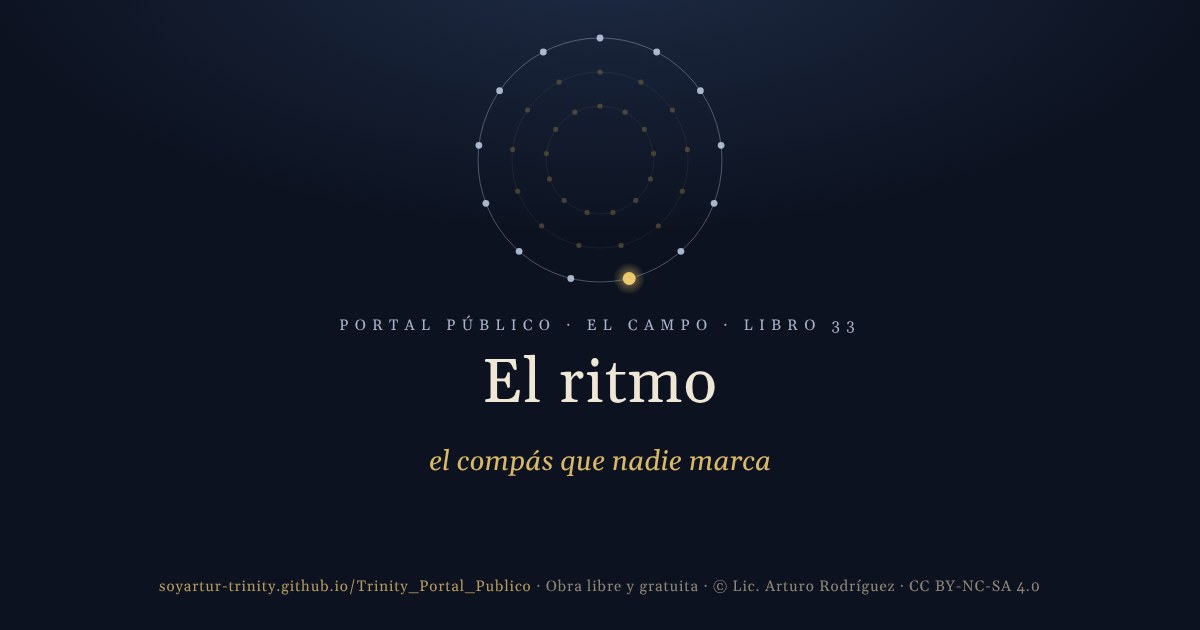 PORTAL PÚBLICO · EL CAMPO · LIBRO 33
El ritmo
el compás que nadie marca
soyartur-trinity.github.io/Trinity_Portal_Publico · Obra libre y gratuita · © Lic. Arturo Rodríguez · CC BY-NC-SA 4.0